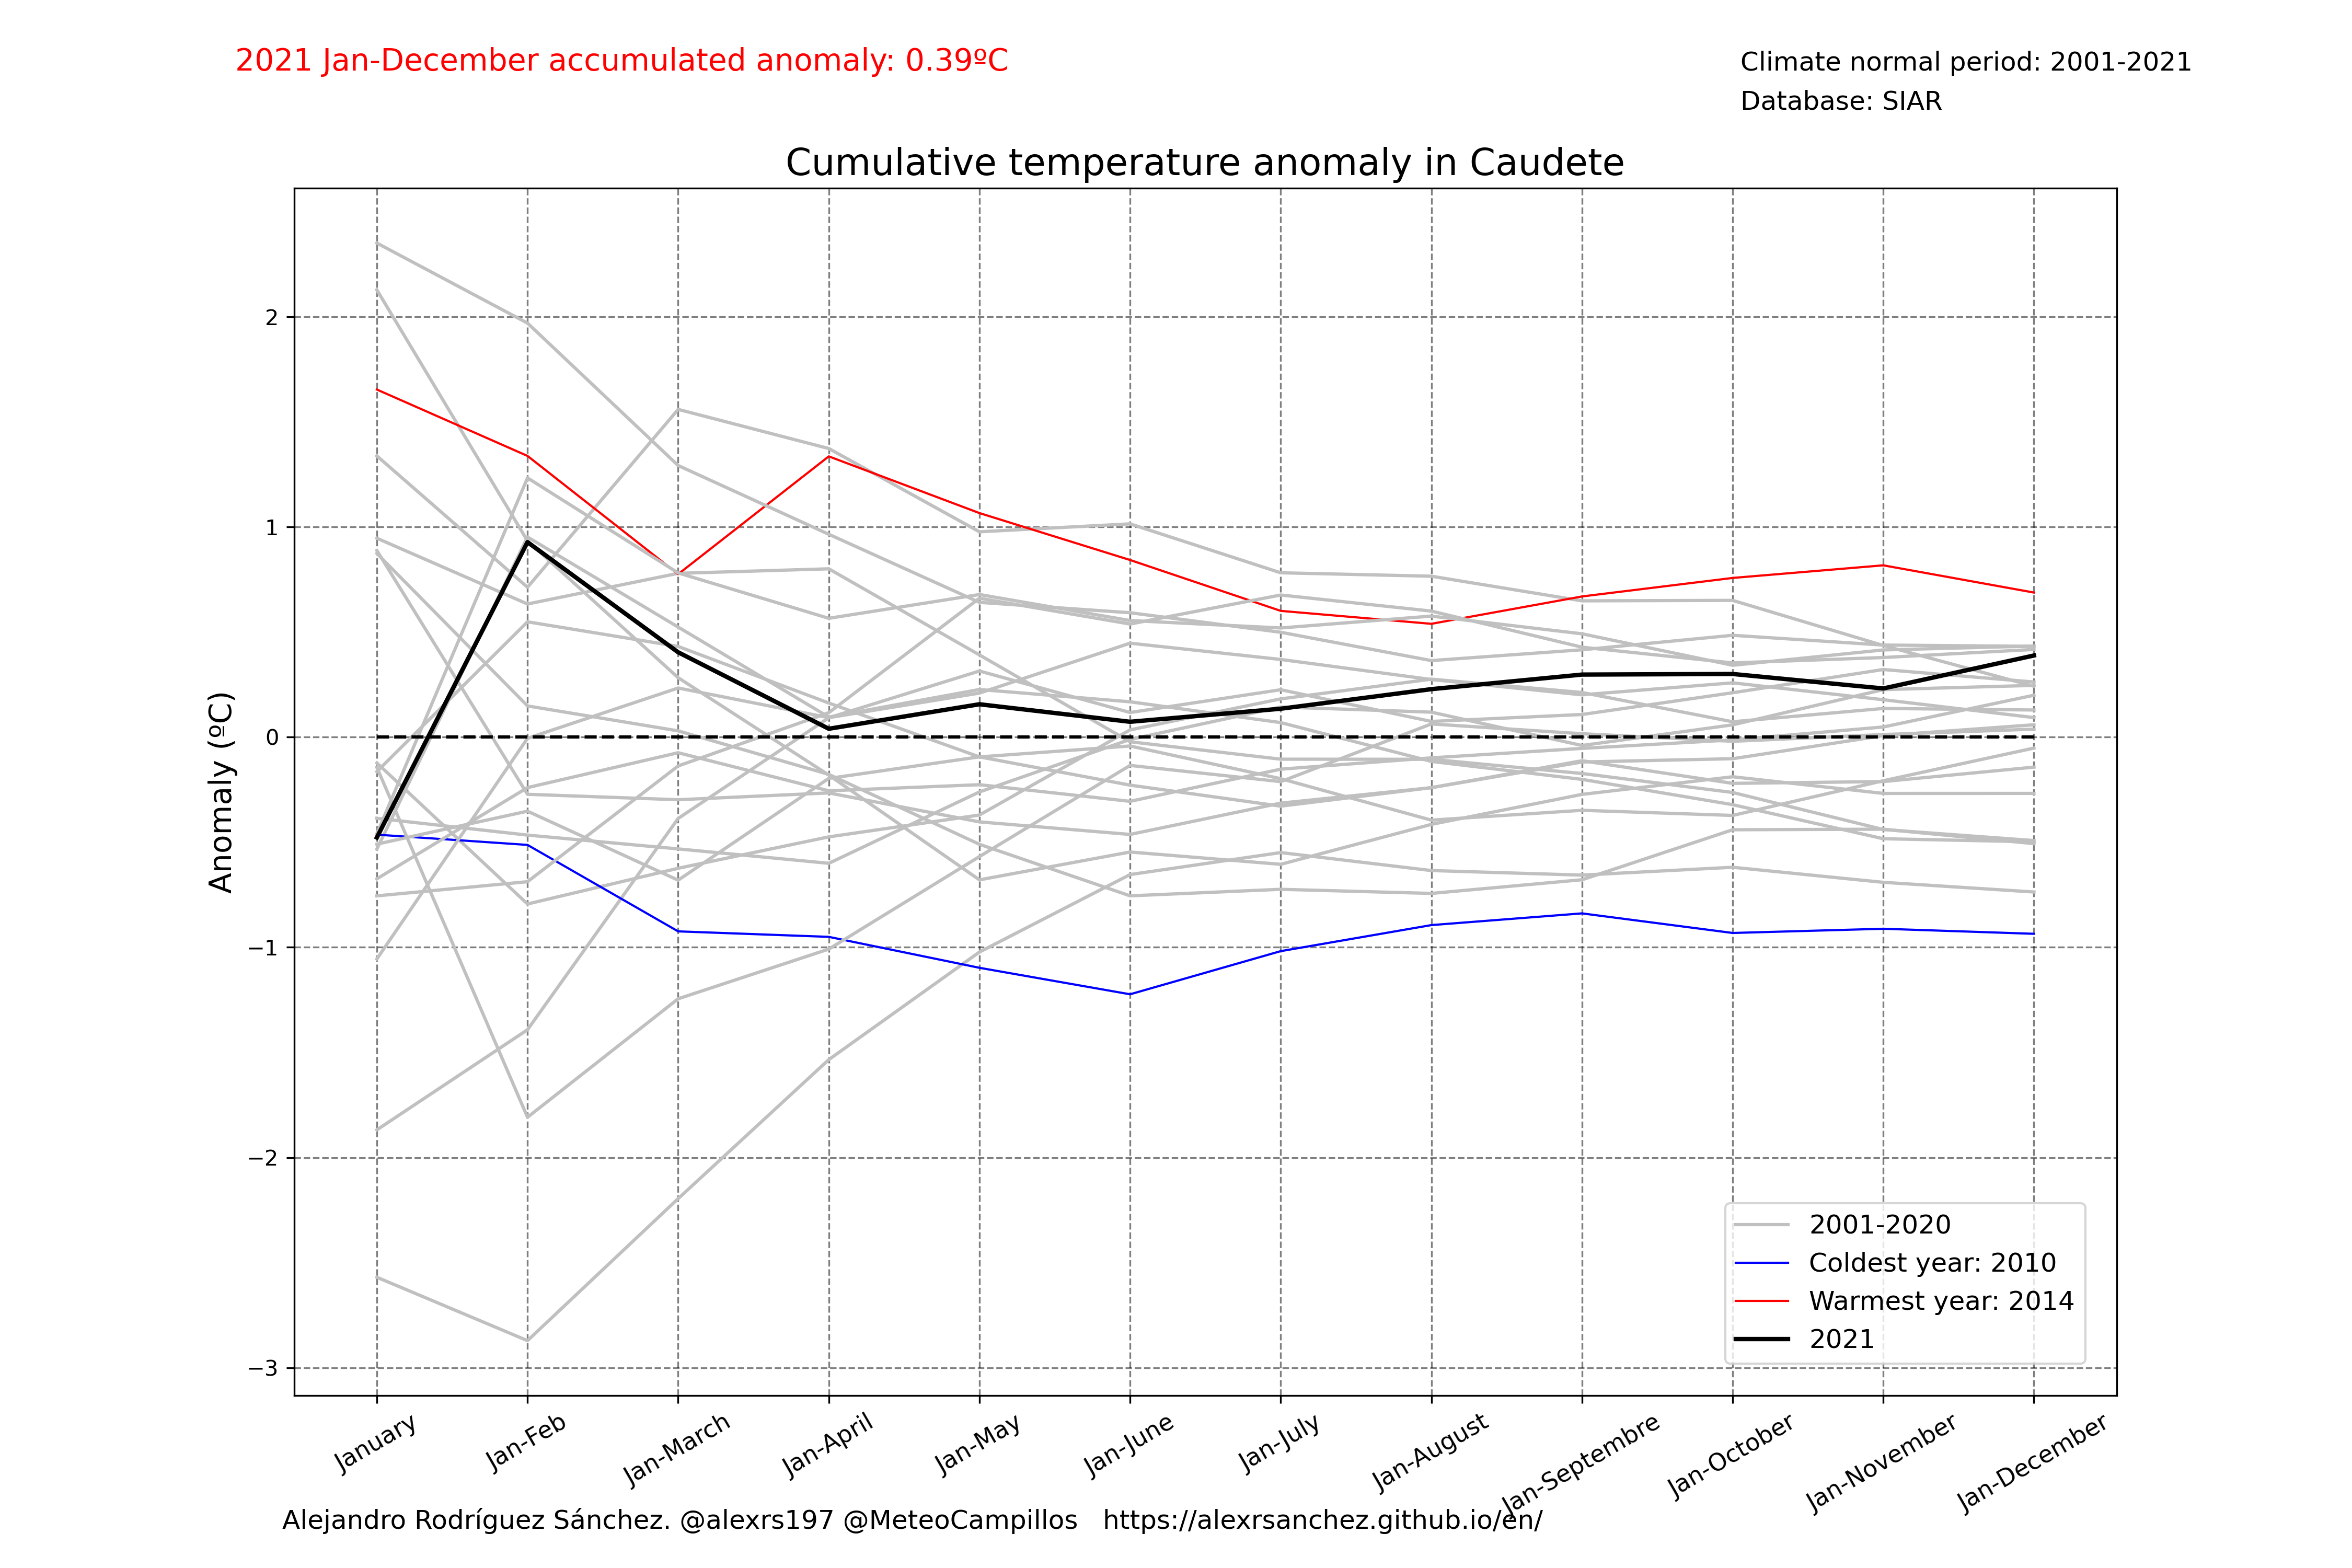 2021 Jan-December accumulated anomaly: 0.39ºC
Climate normal period: 2001-2021
Database: SIAR
Cumulative temperature anomaly in Caudete
Anomaly (ºC)
2
1
0
−1
−2
−3
2001-2020
Coldest year: 2010
Warmest year: 2014
2021
January
Jan-Feb
Jan-March
Jan-April
Jan-May
Jan-June
Jan-July
Jan-August
Jan-Septembre
Jan-October
Jan-November
Jan-December
Alejandro Rodríguez Sánchez. @alexrs197 @MeteoCampillos https://alexrsanchez.github.io/en/